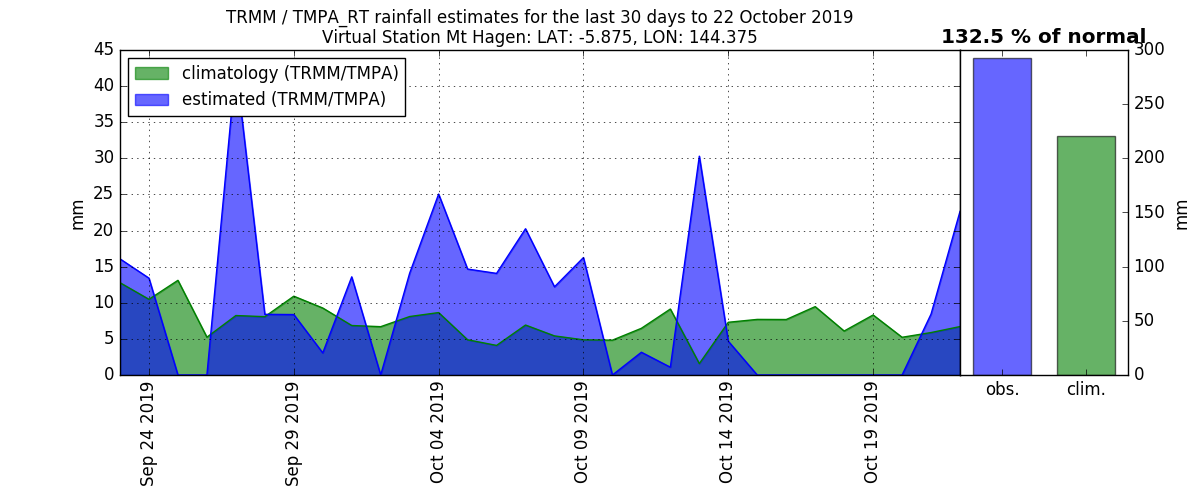 TRMM / TMPA_RT rainfall estimates for the last 30 days to 22 October 2019
Virtual Station Mt Hagen: LAT: -5.875, LON: 144.375
132.5 % of normal
climatology (TRMM/TMPA)
estimated (TRMM/TMPA)
mm
45
40
35
30
25
20
15
10
5
0
Sep 24 2019
Sep 29 2019
Oct 04 2019
Oct 09 2019
Oct 14 2019
Oct 19 2019
obs.
clim.
300
250
200
150
100
50
0
mm